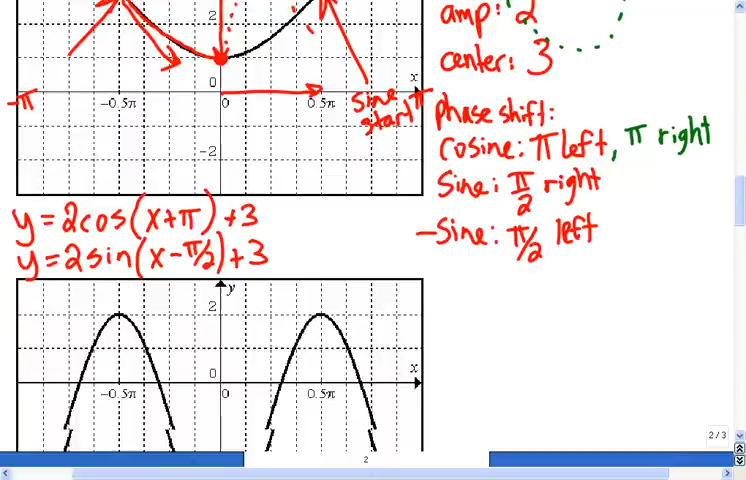 2
0
x
-π
-0.5π
0
0.5π
sine
start
π
-2
amp: 2
center: 3
phase shift:
cosine: π left, π right
sine: π/2 right
-sine: π/2 left
y = 2cos(x+π)+3
y = 2sin(x-π/2)+3
y
2
0
x
-0.5π
0
0.5π
2/3
2